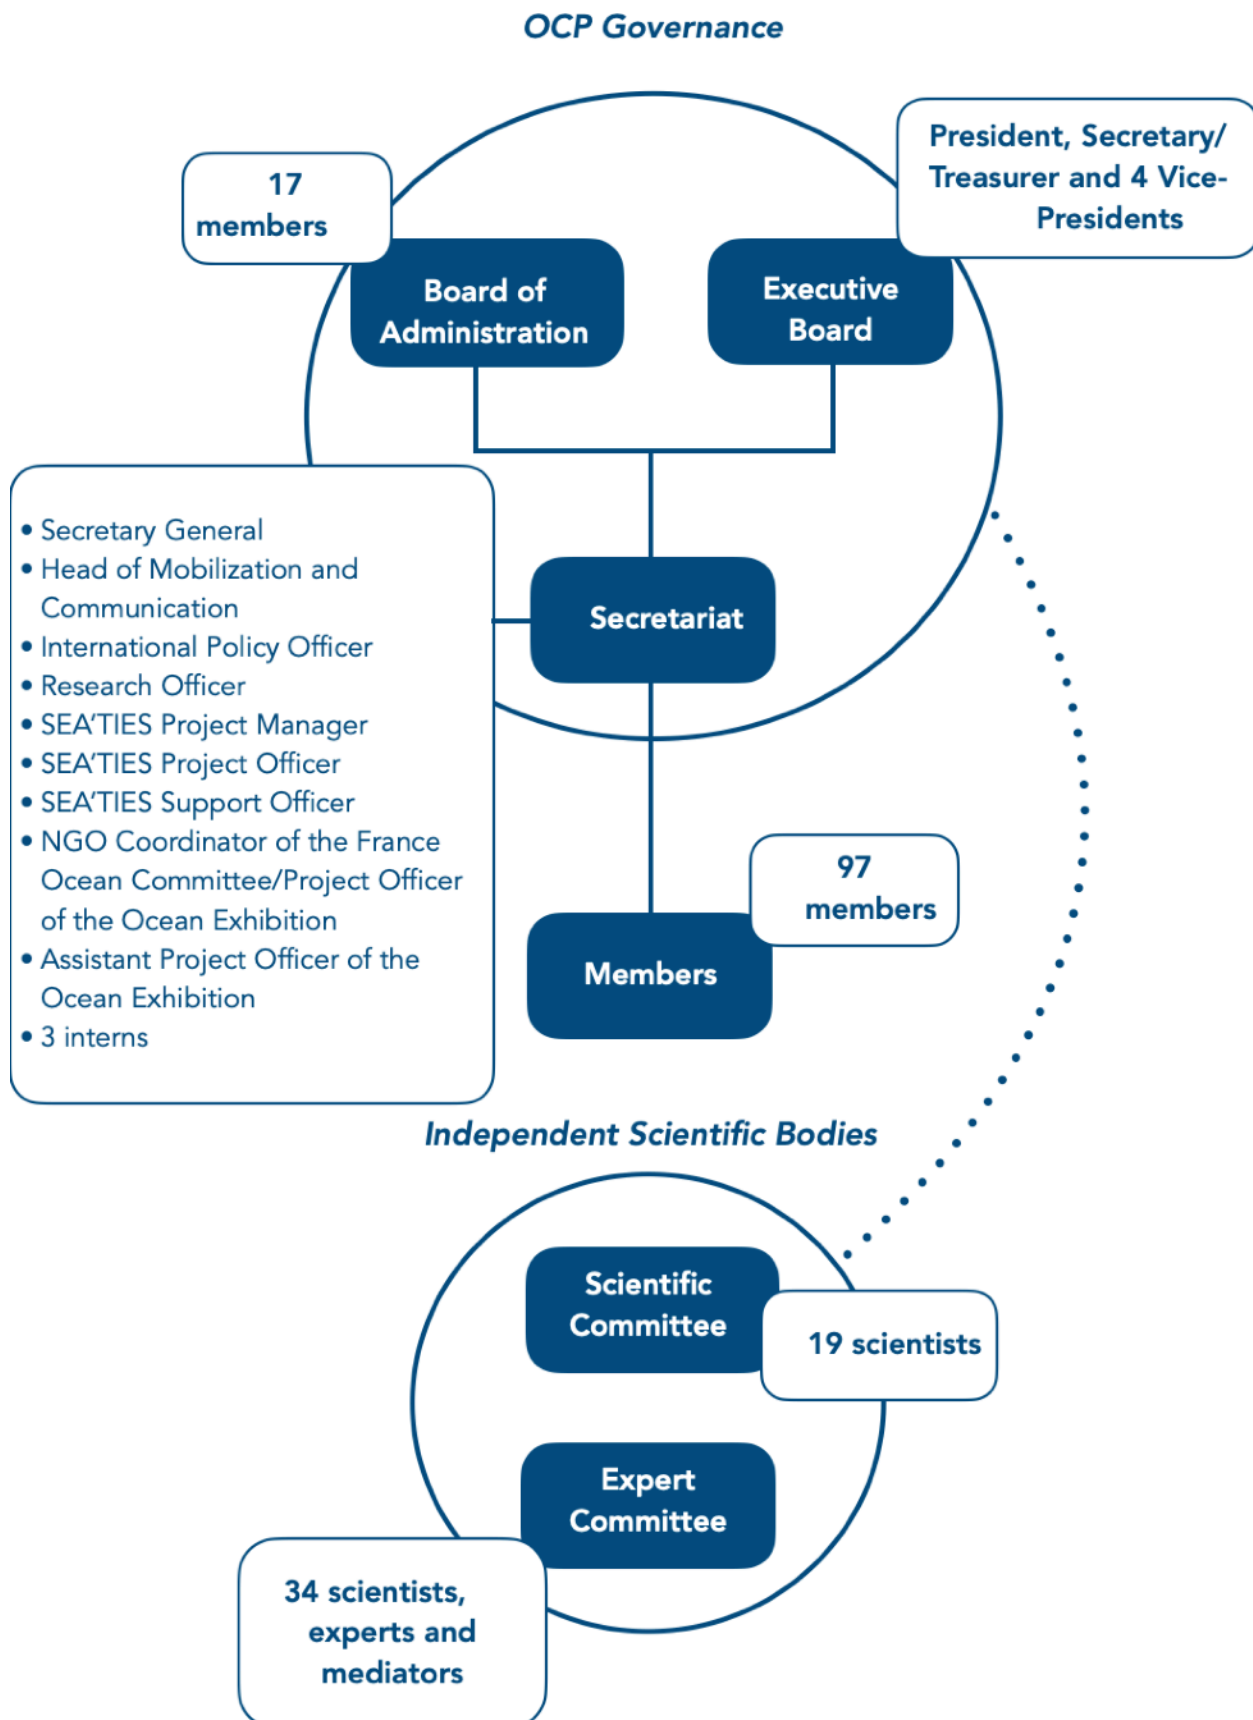 OCP Governance
17
members
President, Secretary/
Treasurer and 4 Vice-
Presidents
Board of
Administration
Executive
Board
• Secretary General
• Head of Mobilization and
Communication
• International Policy Officer
• Research Officer
• SEA’TIES Project Manager
• SEA’TIES Project Officer
• SEA’TIES Support Officer
• NGO Coordinator of the France
Ocean Committee/Project Officer
of the Ocean Exhibition
• Assistant Project Officer of the
Ocean Exhibition
• 3 interns
Secretariat
97
members
Members
Independent Scientific Bodies
Scientific
Committee
19 scientists
Expert
Committee
34 scientists,
experts and
mediators